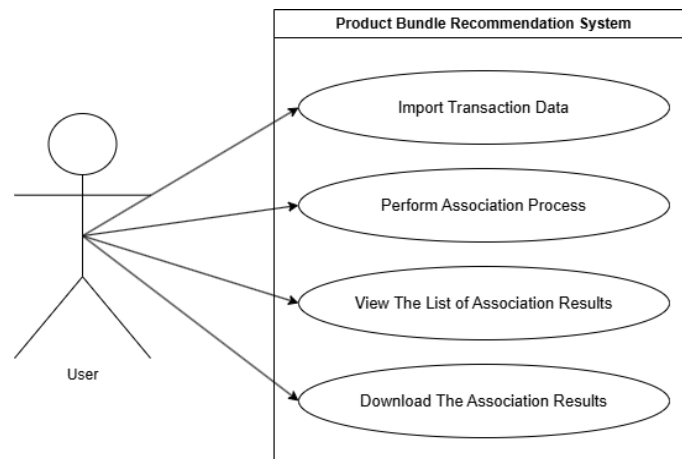 Product Bundle Recommendation System
Import Transaction Data
Perform Association Process
View The List of Association Results
User
Download The Association Results